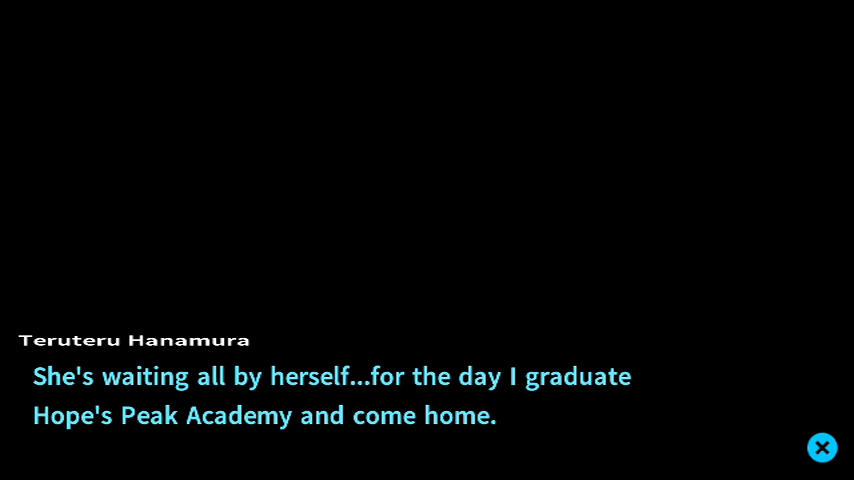 Teruteru Hanamura
She's waiting all by herself...for the day I graduate
Hope's Peak Academy and come home.